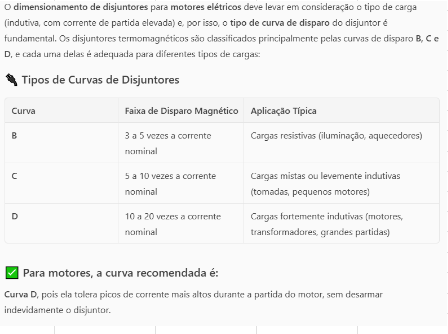 O dimensionamento de disjuntores para motores elétricos deve levar em consideração o tipo de carga
(indutiva, com corrente de partida elevada) e, por isso, o tipo de curva de disparo do disjuntor é
fundamental. Os disjuntores termomagnéticos são classificados principalmente pelas curvas de disparo B, C e
D, e cada uma delas é adequada para diferentes tipos de cargas:
Tipos de Curvas de Disjuntores
Curva Faixa de Disparo Magnético Aplicação Típica
B 3 a 5 vezes a corrente Cargas resistivas (iluminação, aquecedores)
nominal
C 5 a 10 vezes a corrente Cargas mistas ou levemente indutivas
nominal (tomadas, pequenos motores)
D 10 a 20 vezes a corrente Cargas fortemente indutivas (motores,
nominal transformadores, grandes partidas)
✅ Para motores, a curva recomendada é:
Curva D, pois ela tolera picos de corrente mais altos durante a partida do motor, sem desarmar
indevidamente o disjuntor.